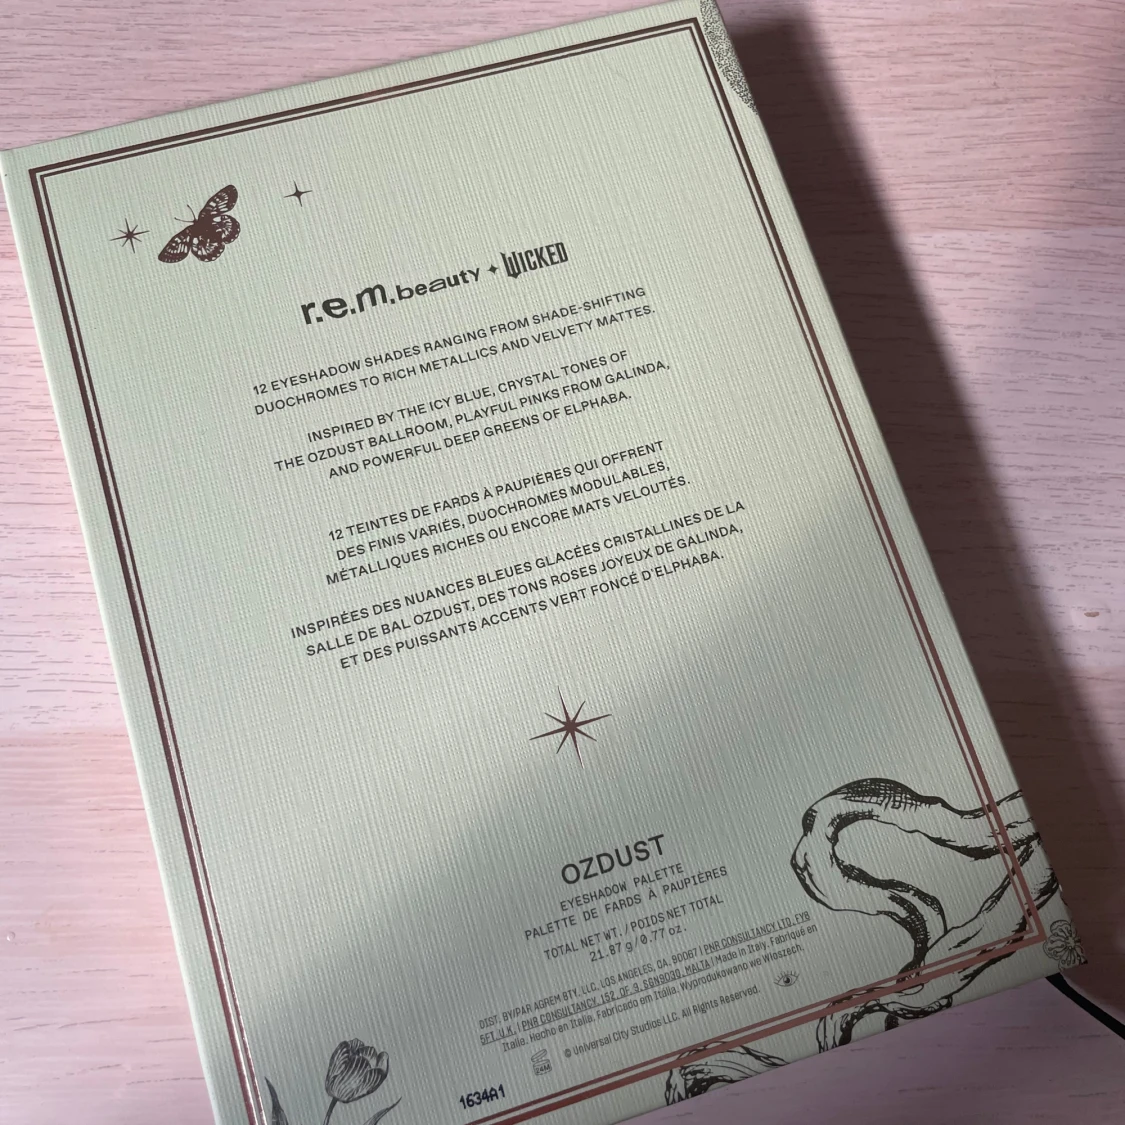 r.e.m.beauty + WICKED
12 EYESHADOW SHADES RANGING FROM SHADE-SHIFTING
DUOCHROMES TO RICH METALLICS AND VELVETY MATTES.
INSPIRED BY THE ICY BLUE, CRYSTAL TONES OF
THE OZDUST BALLROOM, PLAYFUL PINKS FROM GALINDA,
AND POWERFUL DEEP GREENS OF ELPHABA.
12 TEINTES DE FARDS À PAUPIÈRES QUI OFFRENT
DES FINIS VARIÉS, DUOCHROMES MODULABLES,
MÉTALLIQUES RICHES OU ENCORE MATS VELOUTÉS.
INSPIRÉES DES NUANCES BLEUES GLACÉES CRISTALLINES DE LA
SALLE DE BAL OZDUST, DES TONS ROSES JOYEUX DE GALINDA,
ET DES PUISSANTS ACCENTS VERT FONCÉ D'ELPHABA.
OZDUST
EYESHADOW PALETTE
PALETTE DE FARDS À PAUPIÈRES
TOTAL NET WT. / POIDS NET TOTAL
21.87 g / 0.77 oz.
DIST. BY/PAR AGREM BTY, LLC, LOS ANGELES, CA, 90067 | PNR CONSULTANCY LTD, FY8
5FT, U.K. | PNR CONSULTANCY, 152, OF 9, SGN9030, MALTA | Made in Italy. Fabriqué en
Italie. Hecho en Italia. Fabricado em Itália. Wyprodukowano we Włoszech.
24M
© Universal City Studios LLC. All Rights Reserved.
1634A1